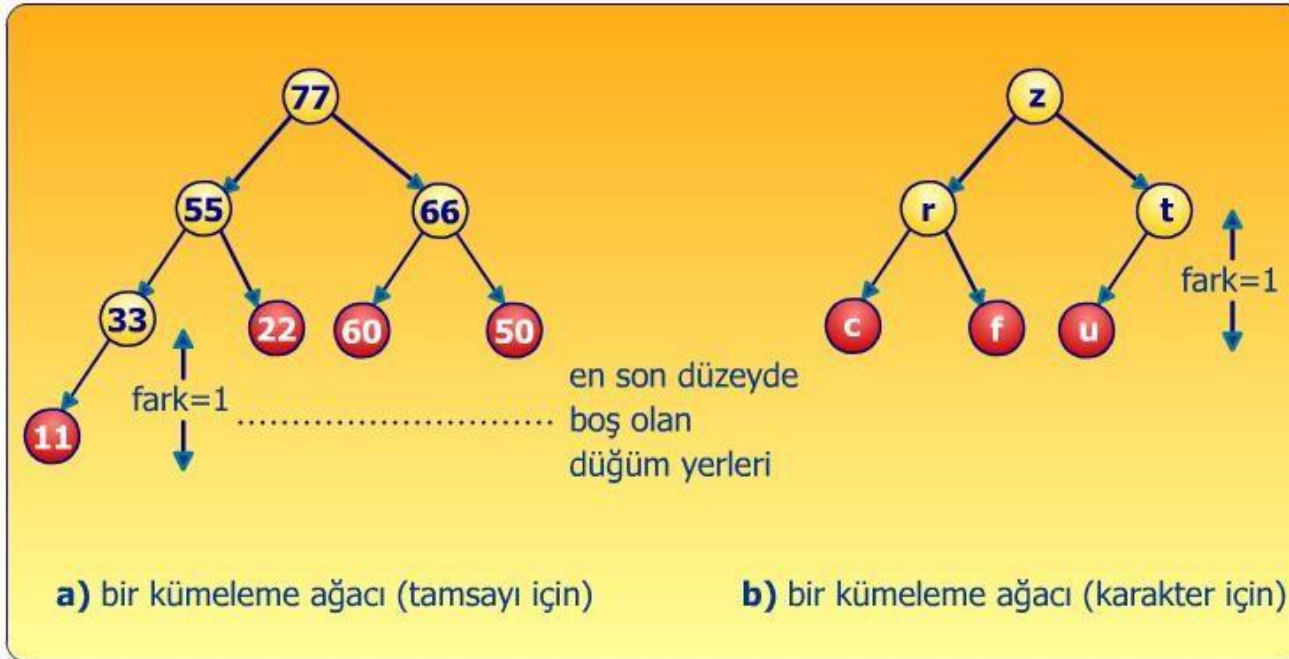 77
55
66
33
22
60
50
11
fark=1
en son düzeyde
boş olan
düğüm yerleri
a) bir kümeleme ağacı (tamsayı için)
z
r
t
c
f
u
fark=1
b) bir kümeleme ağacı (karakter için)